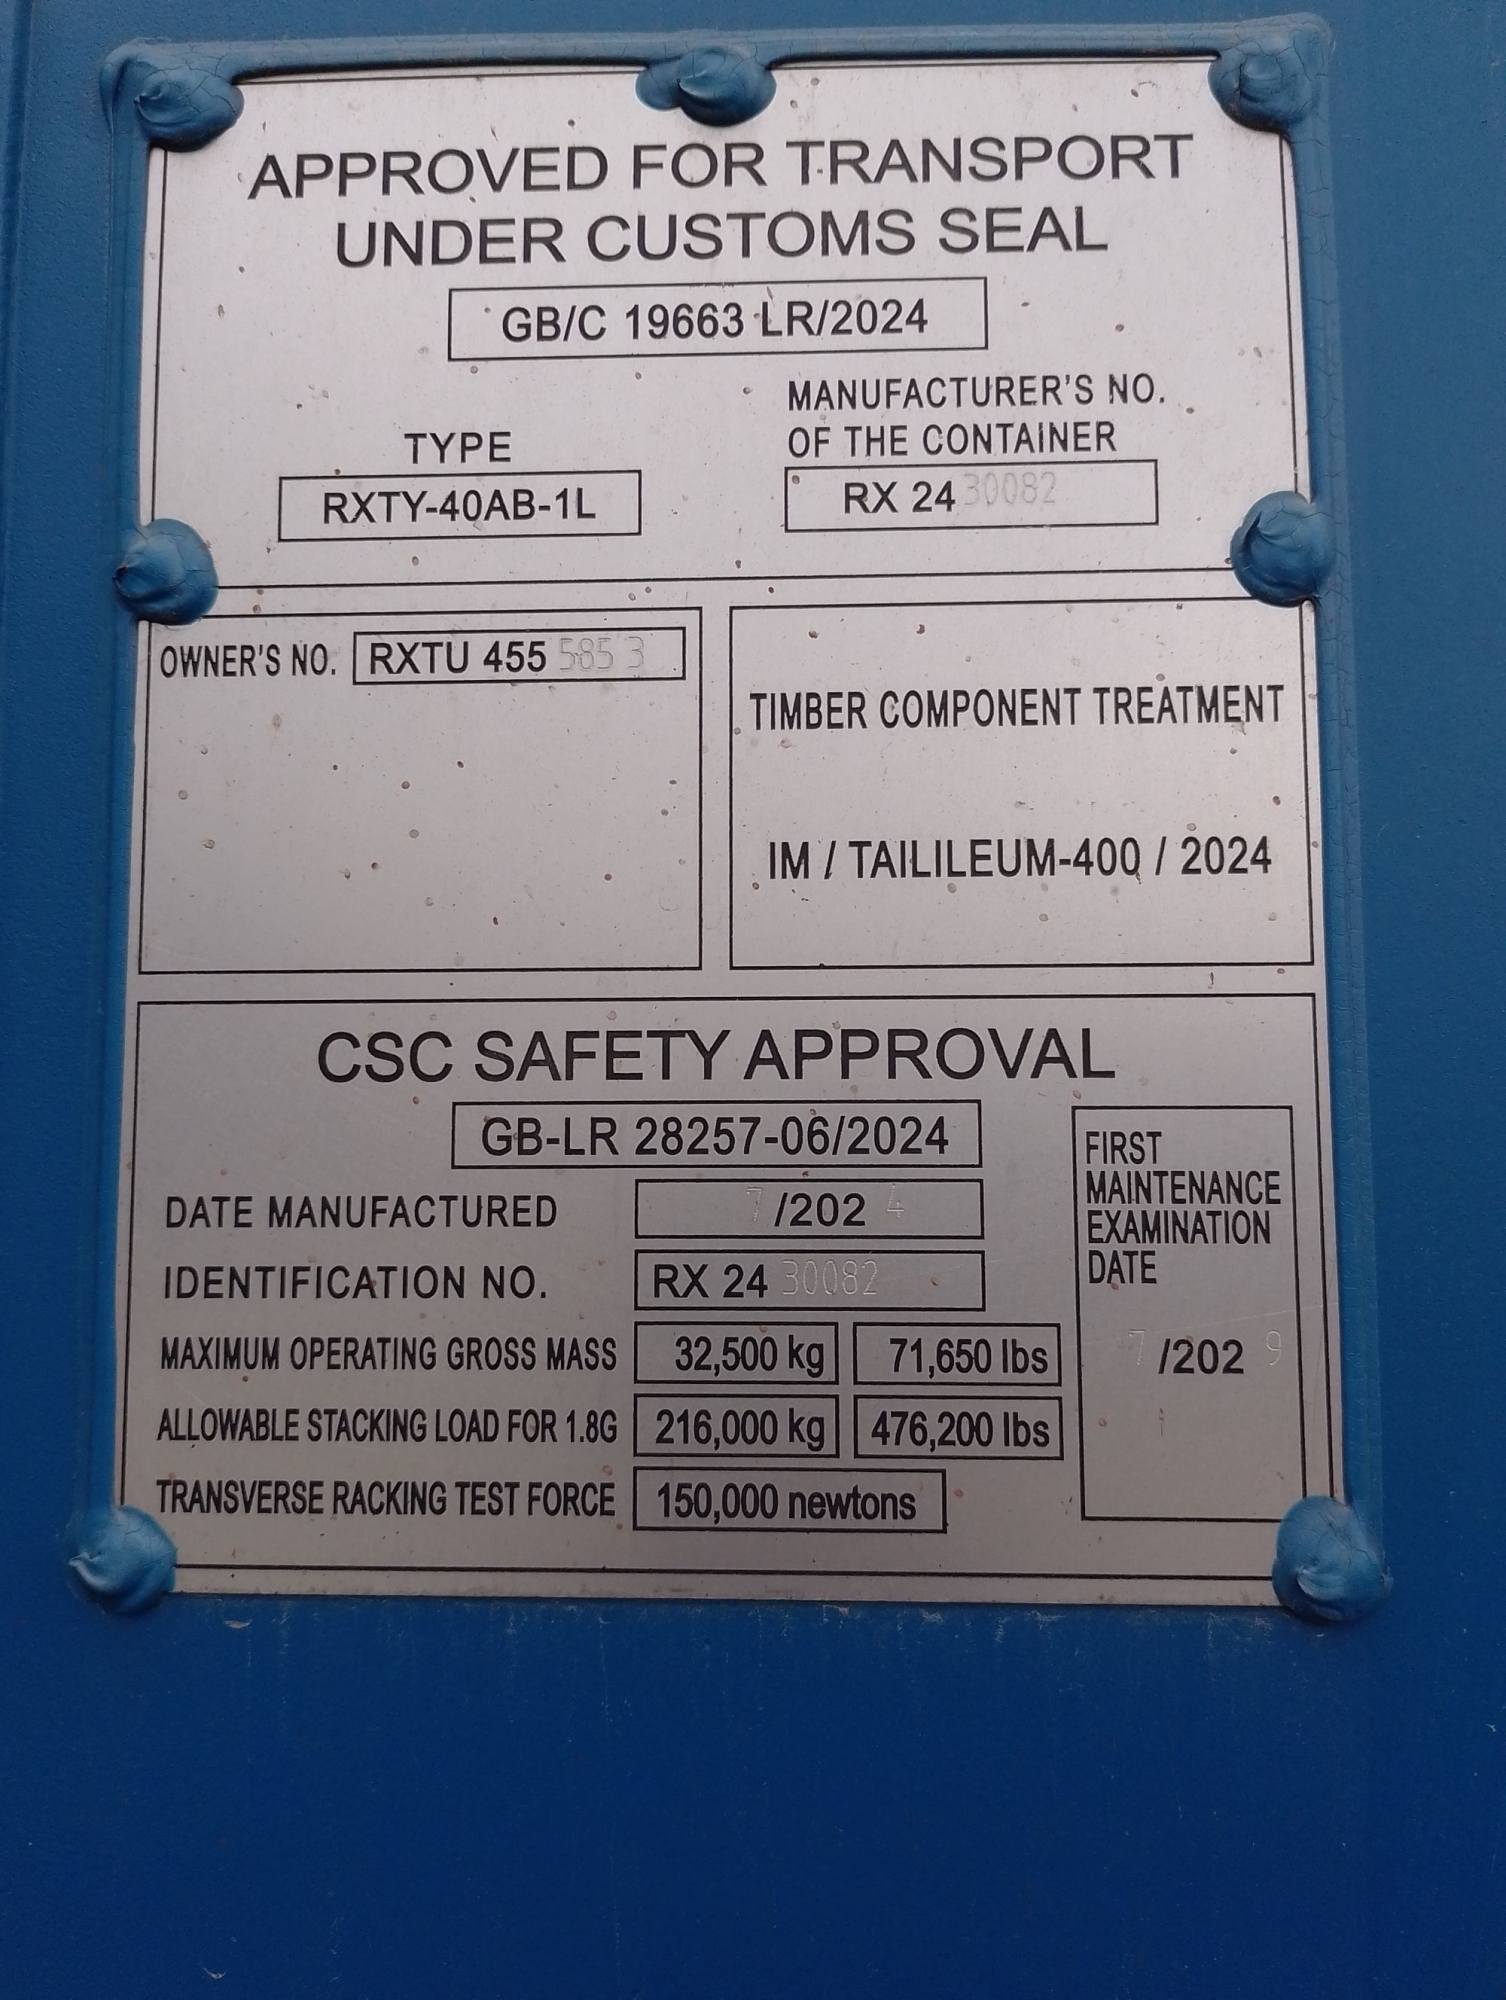 APPROVED FOR TRANSPORT
UNDER CUSTOMS SEAL
GB/C 19663 LR/2024
TYPE
RXTY-40AB-1L
MANUFACTURER'S NO.
OF THE CONTAINER
RX 24 30082
OWNER'S NO. RXTU 455 585 3
TIMBER COMPONENT TREATMENT
IM / TAILILEUM-400 / 2024
CSC SAFETY APPROVAL
GB-LR 28257-06/2024
DATE MANUFACTURED 7 /202 4
IDENTIFICATION NO. RX 24 30082
MAXIMUM OPERATING GROSS MASS 32,500 kg 71,650 lbs
ALLOWABLE STACKING LOAD FOR 1.8G 216,000 kg 476,200 lbs
TRANSVERSE RACKING TEST FORCE 150,000 newtons
FIRST
MAINTENANCE
EXAMINATION
DATE
7 /202 9